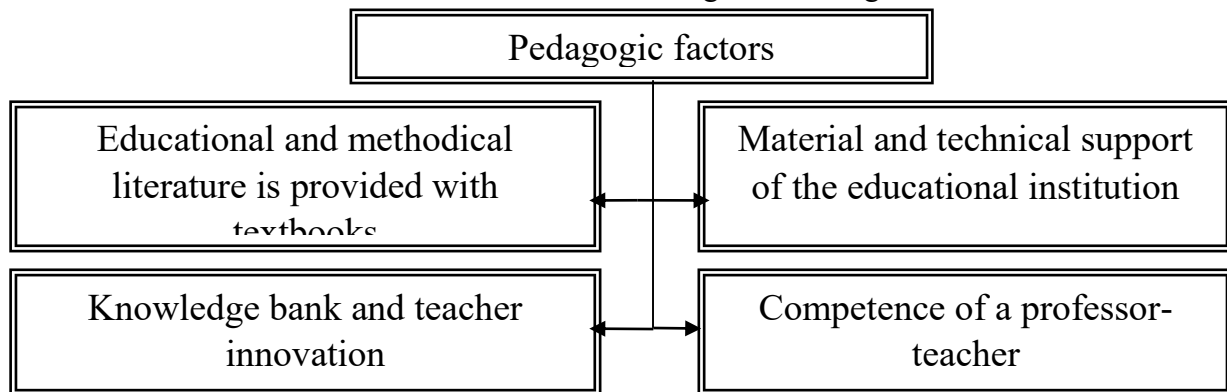 Pedagogic factors
Educational and methodical
literature is provided with
textbooks
Material and technical support
of the educational institution
Knowledge bank and teacher
innovation
Competence of a professor-
teacher